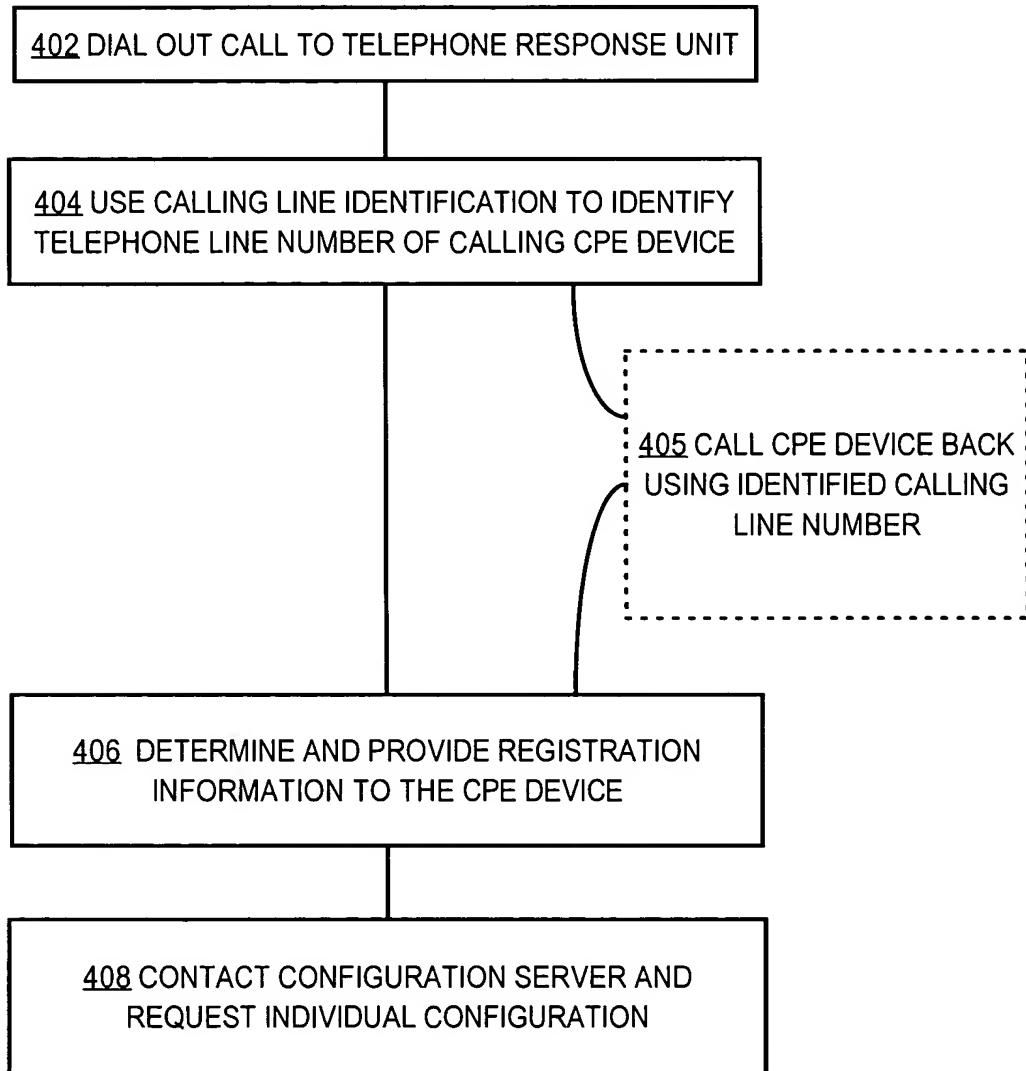 402 DIAL OUT CALL TO TELEPHONE RESPONSE UNIT
404 USE CALLING LINE IDENTIFICATION TO IDENTIFY
TELEPHONE LINE NUMBER OF CALLING CPE DEVICE
405 CALL CPE DEVICE BACK
USING IDENTIFIED CALLING
LINE NUMBER
406 DETERMINE AND PROVIDE REGISTRATION
INFORMATION TO THE CPE DEVICE
408 CONTACT CONFIGURATION SERVER AND
REQUEST INDIVIDUAL CONFIGURATION